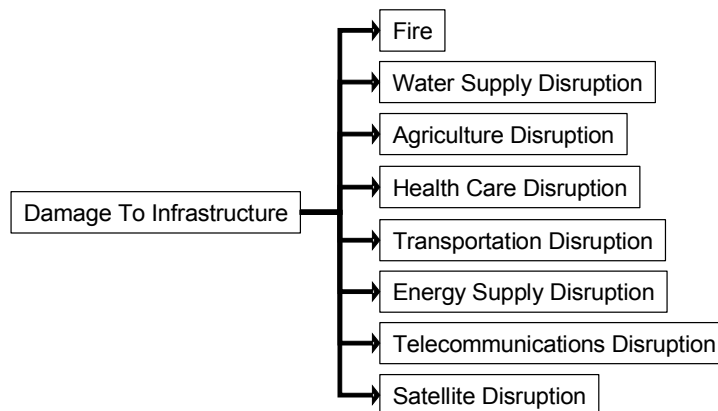 Fire
Water Supply Disruption
Agriculture Disruption
Health Care Disruption
Damage To Infrastructure
Transportation Disruption
Energy Supply Disruption
Telecommunications Disruption
Satellite Disruption